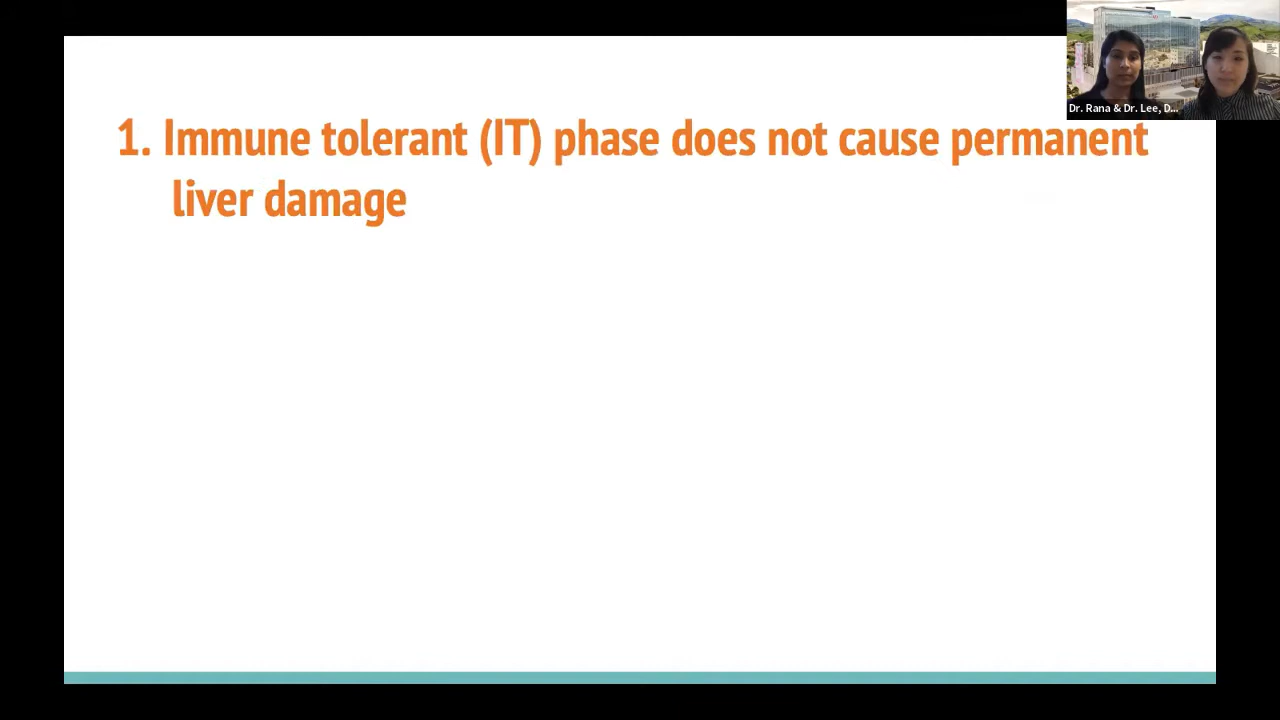 Dr. Rana & Dr. Lee, D...
1. Immune tolerant (IT) phase does not cause permanent
liver damage